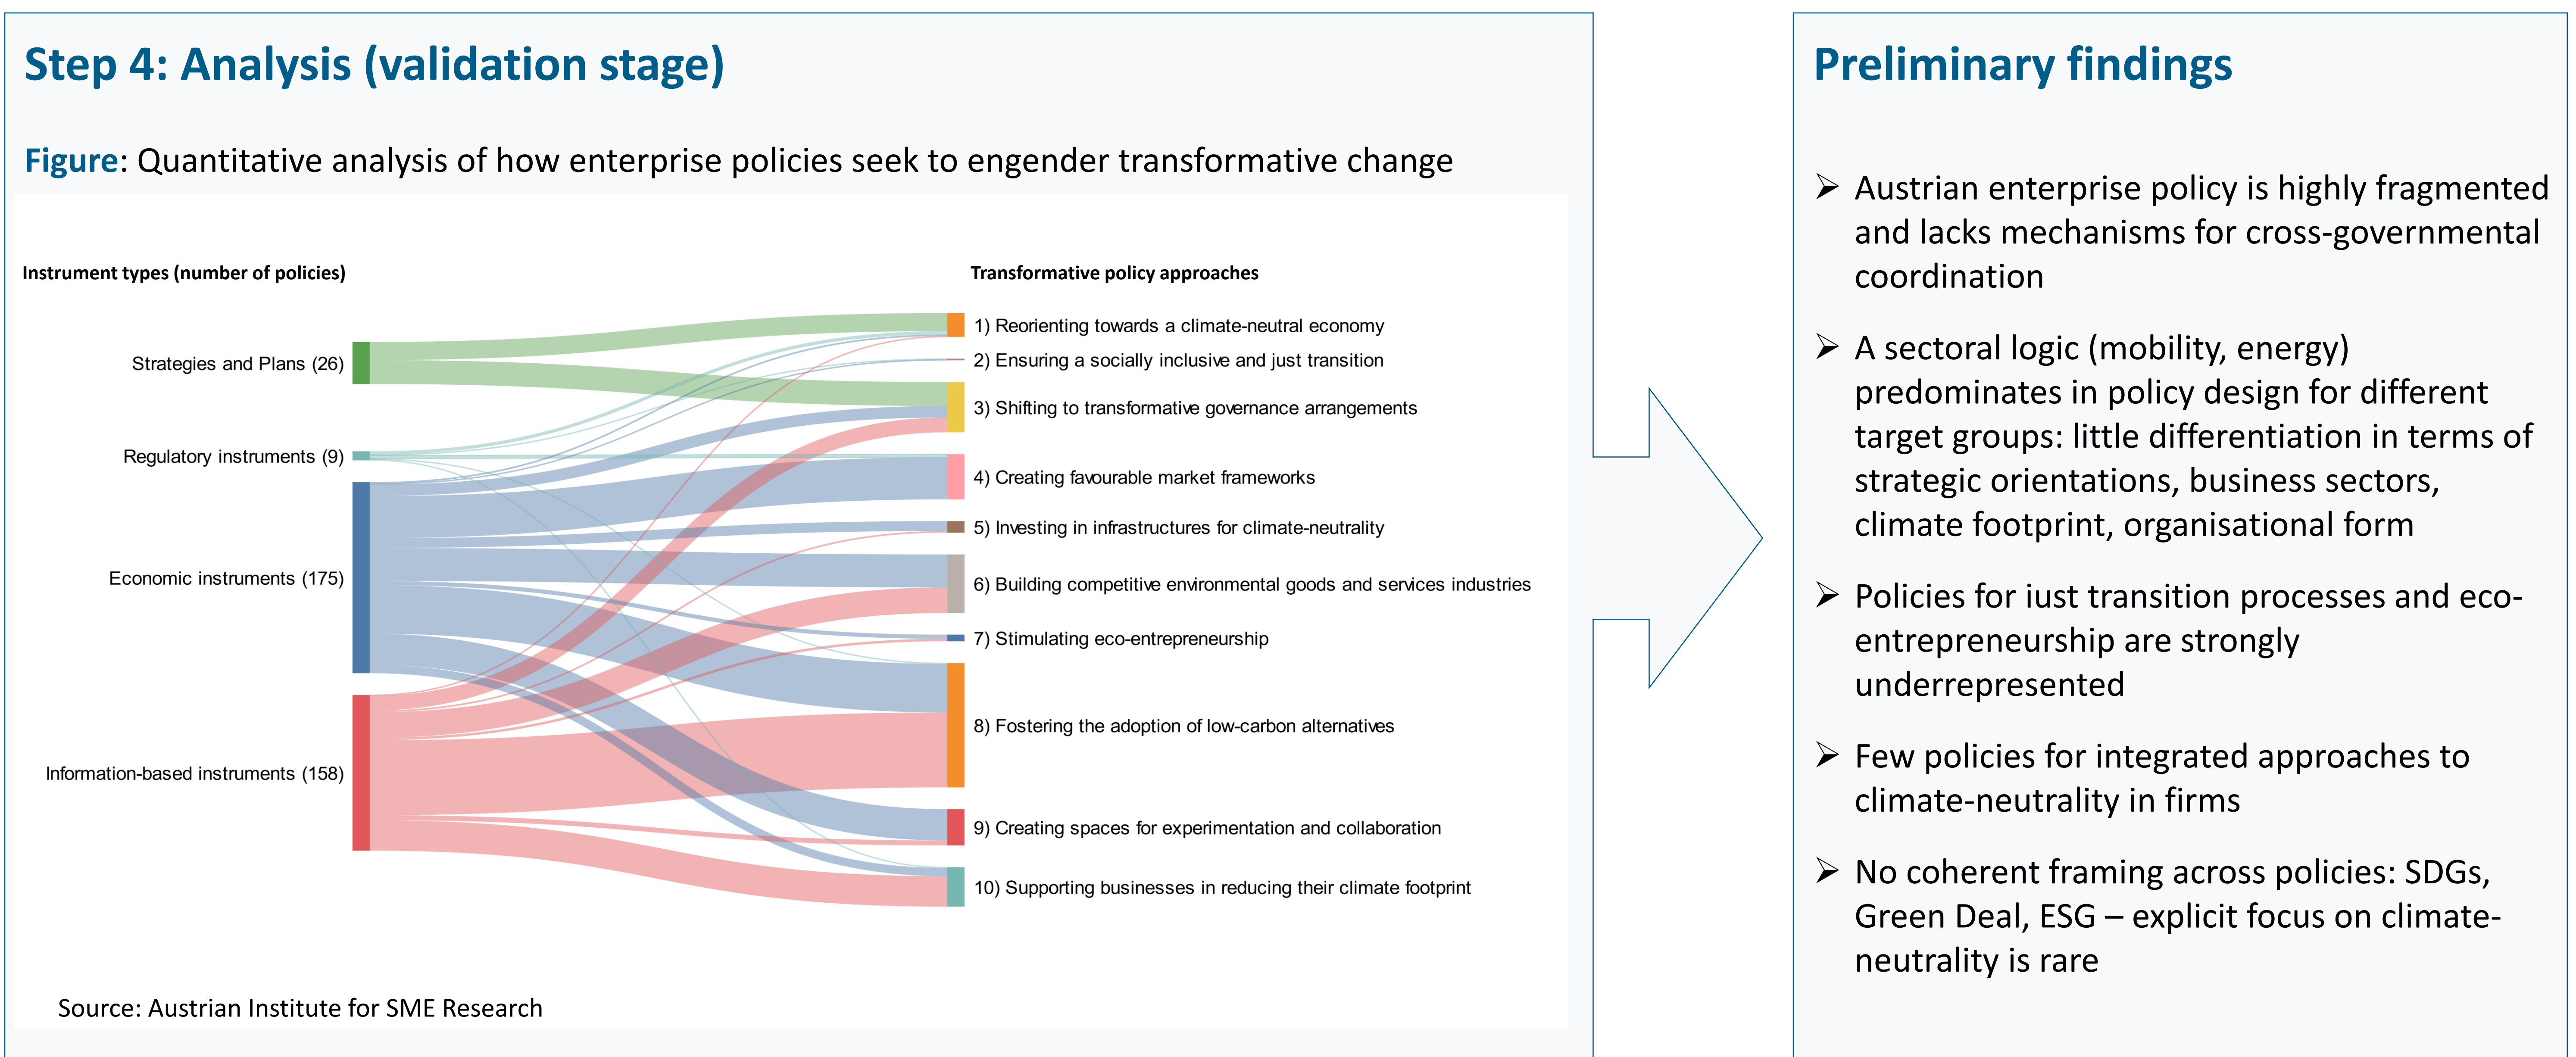 Step 4: Analysis (validation stage)
Figure: Quantitative analysis of how enterprise policies seek to engender transformative change
Instrument types (number of policies)
Transformative policy approaches
Strategies and Plans (26)
Regulatory instruments (9)
Economic instruments (175)
Information-based instruments (158)
1) Reorienting towards a climate-neutral economy
2) Ensuring a socially inclusive and just transition
3) Shifting to transformative governance arrangements
4) Creating favourable market frameworks
5) Investing in infrastructures for climate-neutrality
6) Building competitive environmental goods and services industries
7) Stimulating eco-entrepreneurship
8) Fostering the adoption of low-carbon alternatives
9) Creating spaces for experimentation and collaboration
10) Supporting businesses in reducing their climate footprint
Source: Austrian Institute for SME Research
Preliminary findings
➢ Austrian enterprise policy is highly fragmented
and lacks mechanisms for cross-governmental
coordination
➢ A sectoral logic (mobility, energy)
predominates in policy design for different
target groups: little differentiation in terms of
strategic orientations, business sectors,
climate footprint, organisational form
➢ Policies for iust transition processes and eco-
entrepreneurship are strongly
underrepresented
➢ Few policies for integrated approaches to
climate-neutrality in firms
➢ No coherent framing across policies: SDGs,
Green Deal, ESG – explicit focus on climate-
neutrality is rare